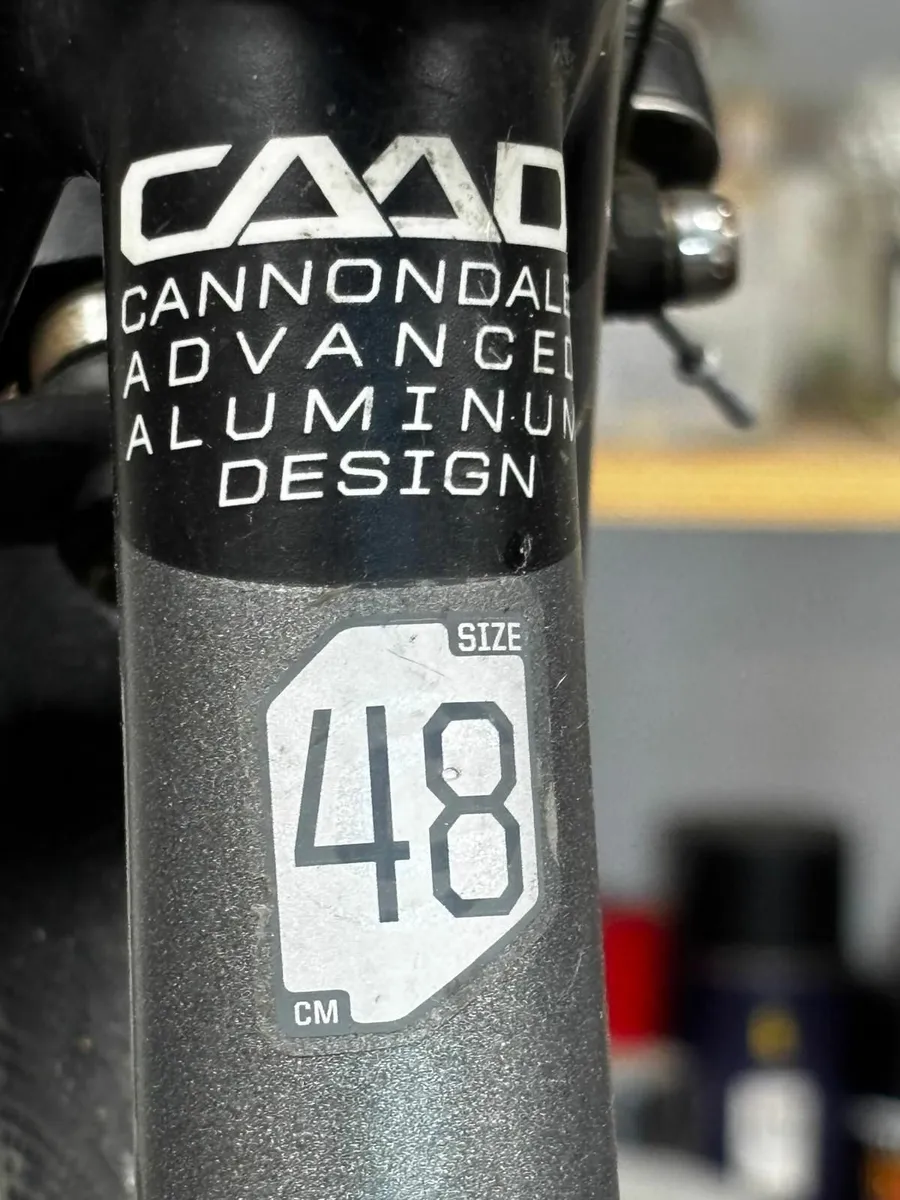 CAAD
CANNONDALE
ADVANCED
ALUMINUM
DESIGN
SIZE
48
CM